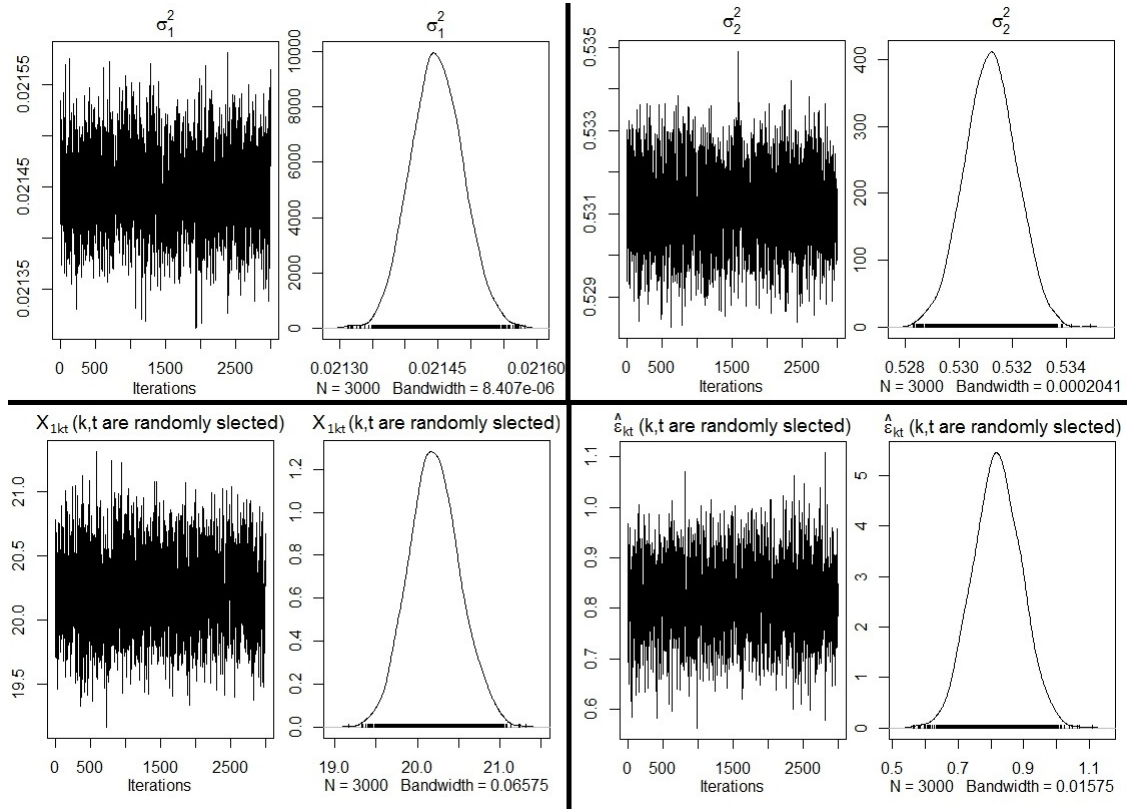 σ₁² σ₁²
0.02155
0.02145
0.02135
0 500 1500 2500
Iterations
10000
8000
6000
4000
2000
0
0.02130 0.02145 0.02160
N = 3000 Bandwidth = 8.407e-06
σ₂² σ₂²
0.535
0.533
0.531
0.529
0 500 1500 2500
Iterations
400
300
200
100
0
0.528 0.530 0.532 0.534
N = 3000 Bandwidth = 0.0002041
X₁ₖₜ (k,t are randomly slected) X₁ₖₜ (k,t are randomly slected)
21.0
20.5
20.0
19.5
0 500 1500 2500
Iterations
1.2
1.0
0.8
0.6
0.4
0.2
0.0
19.0 20.0 21.0
N = 3000 Bandwidth = 0.06575
ε̂ₖₜ (k,t are randomly slected) ε̂ₖₜ (k,t are randomly slected)
1.1
1.0
0.9
0.8
0.7
0.6
0 500 1500 2500
Iterations
5
4
3
2
1
0
0.5 0.7 0.9 1.1
N = 3000 Bandwidth = 0.01575